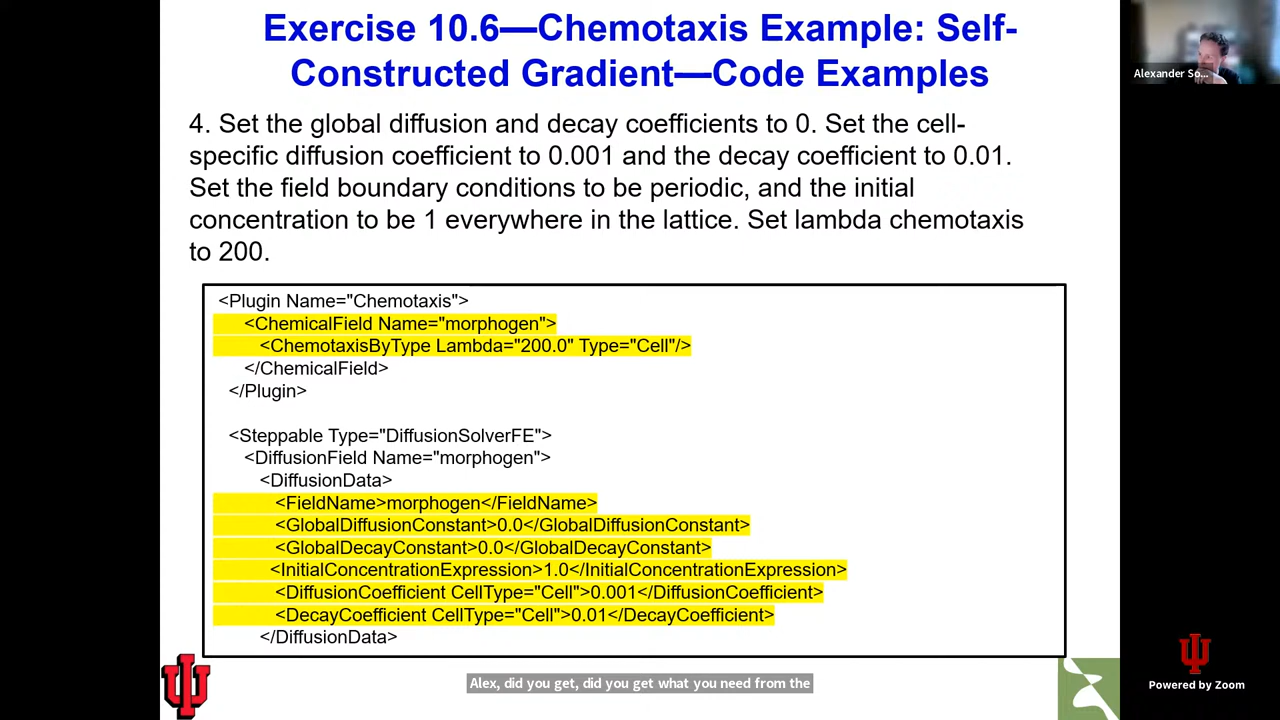 Exercise 10.6—Chemotaxis Example: Self-
Constructed Gradient—Code Examples
Alexander So...
4. Set the global diffusion and decay coefficients to 0. Set the cell-
specific diffusion coefficient to 0.001 and the decay coefficient to 0.01.
Set the field boundary conditions to be periodic, and the initial
concentration to be 1 everywhere in the lattice. Set lambda chemotaxis
to 200.
<Plugin Name="Chemotaxis">
<ChemicalField Name="morphogen">
<ChemotaxisByType Lambda="200.0" Type="Cell"/>
</ChemicalField>
</Plugin>
<Steppable Type="DiffusionSolverFE">
<DiffusionField Name="morphogen">
<DiffusionData>
<FieldName>morphogen</FieldName>
<GlobalDiffusionConstant>0.0</GlobalDiffusionConstant>
<GlobalDecayConstant>0.0</GlobalDecayConstant>
<InitialConcentrationExpression>1.0</InitialConcentrationExpression>
<DiffusionCoefficient CellType="Cell">0.001</DiffusionCoefficient>
<DecayCoefficient CellType="Cell">0.01</DecayCoefficient>
</DiffusionData>
Alex, did you get, did you get what you need from the
Powered by Zoom